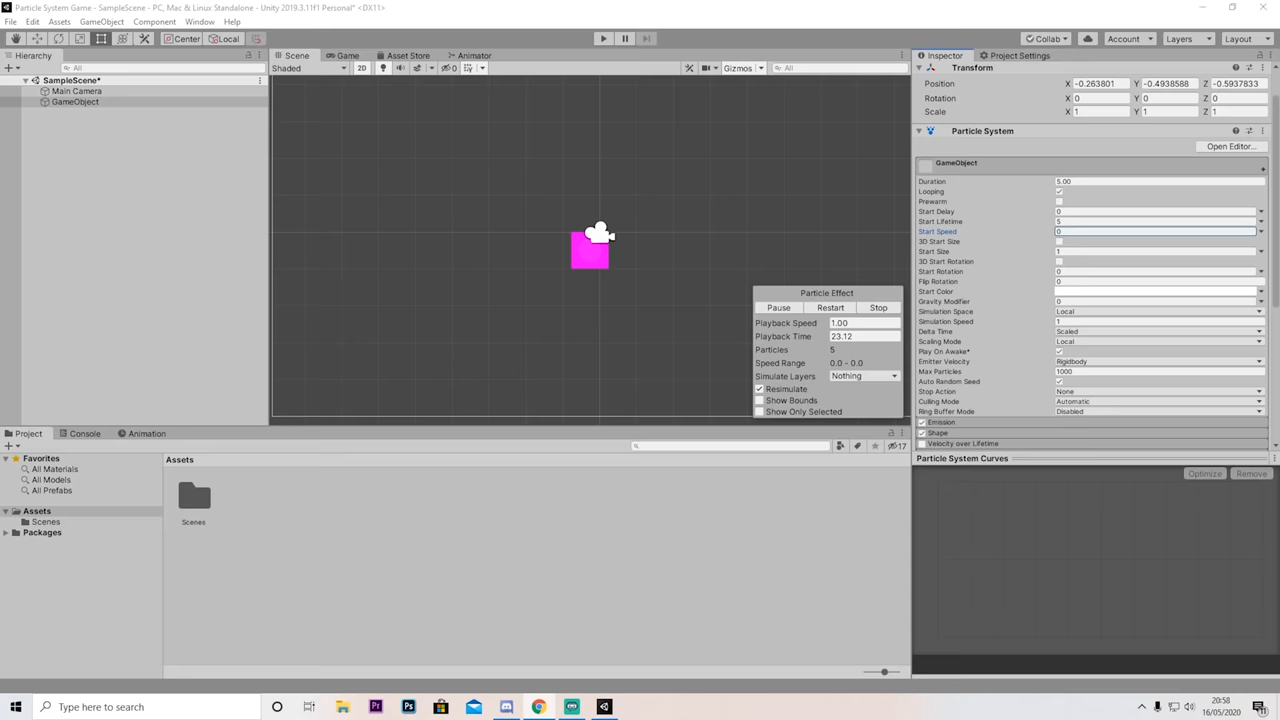 Particle System Game - SampleScene - PC, Mac & Linux Standalone - Unity 2019.3.11f1 Personal* <DX11>
File Edit Assets GameObject Component Window Help
Center Local Collab Account Layers Layout
Hierarchy Scene Game Asset Store Animator Inspector Project Settings
All Shaded 2D 0 Gizmos All
SampleScene*
Main Camera
GameObject
Transform
Position X -0.263801 Y -0.4938588 Z -0.5937833
Rotation X 0 Y 0 Z 0
Scale X 1 Y 1 Z 1
Particle System
Open Editor...
GameObject
Duration 5.00
Looping
Prewarm
Start Delay 0
Start Lifetime 5
Start Speed 0
3D Start Size
Start Size 1
3D Start Rotation
Start Rotation 0
Flip Rotation 0
Start Color
Gravity Modifier 0
Simulation Space Local
Simulation Speed 1
Delta Time Scaled
Scaling Mode Local
Play On Awake*
Emitter Velocity Rigidbody
Max Particles 1000
Auto Random Seed
Stop Action None
Culling Mode Automatic
Ring Buffer Mode Disabled
Emission
Shape
Velocity over Lifetime
Particle System Curves
Optimize Remove
Particle Effect
Pause Restart Stop
Playback Speed 1.00
Playback Time 23.12
Particles 5
Speed Range 0.0 - 0.0
Simulate Layers Nothing
Resimulate
Show Bounds
Show Only Selected
Project Console Animation
17
Favorites
All Materials
All Models
All Prefabs
Assets
Scenes
Packages
Assets
Scenes
Type here to search
Pr Ps
20:58
16/05/2020
11